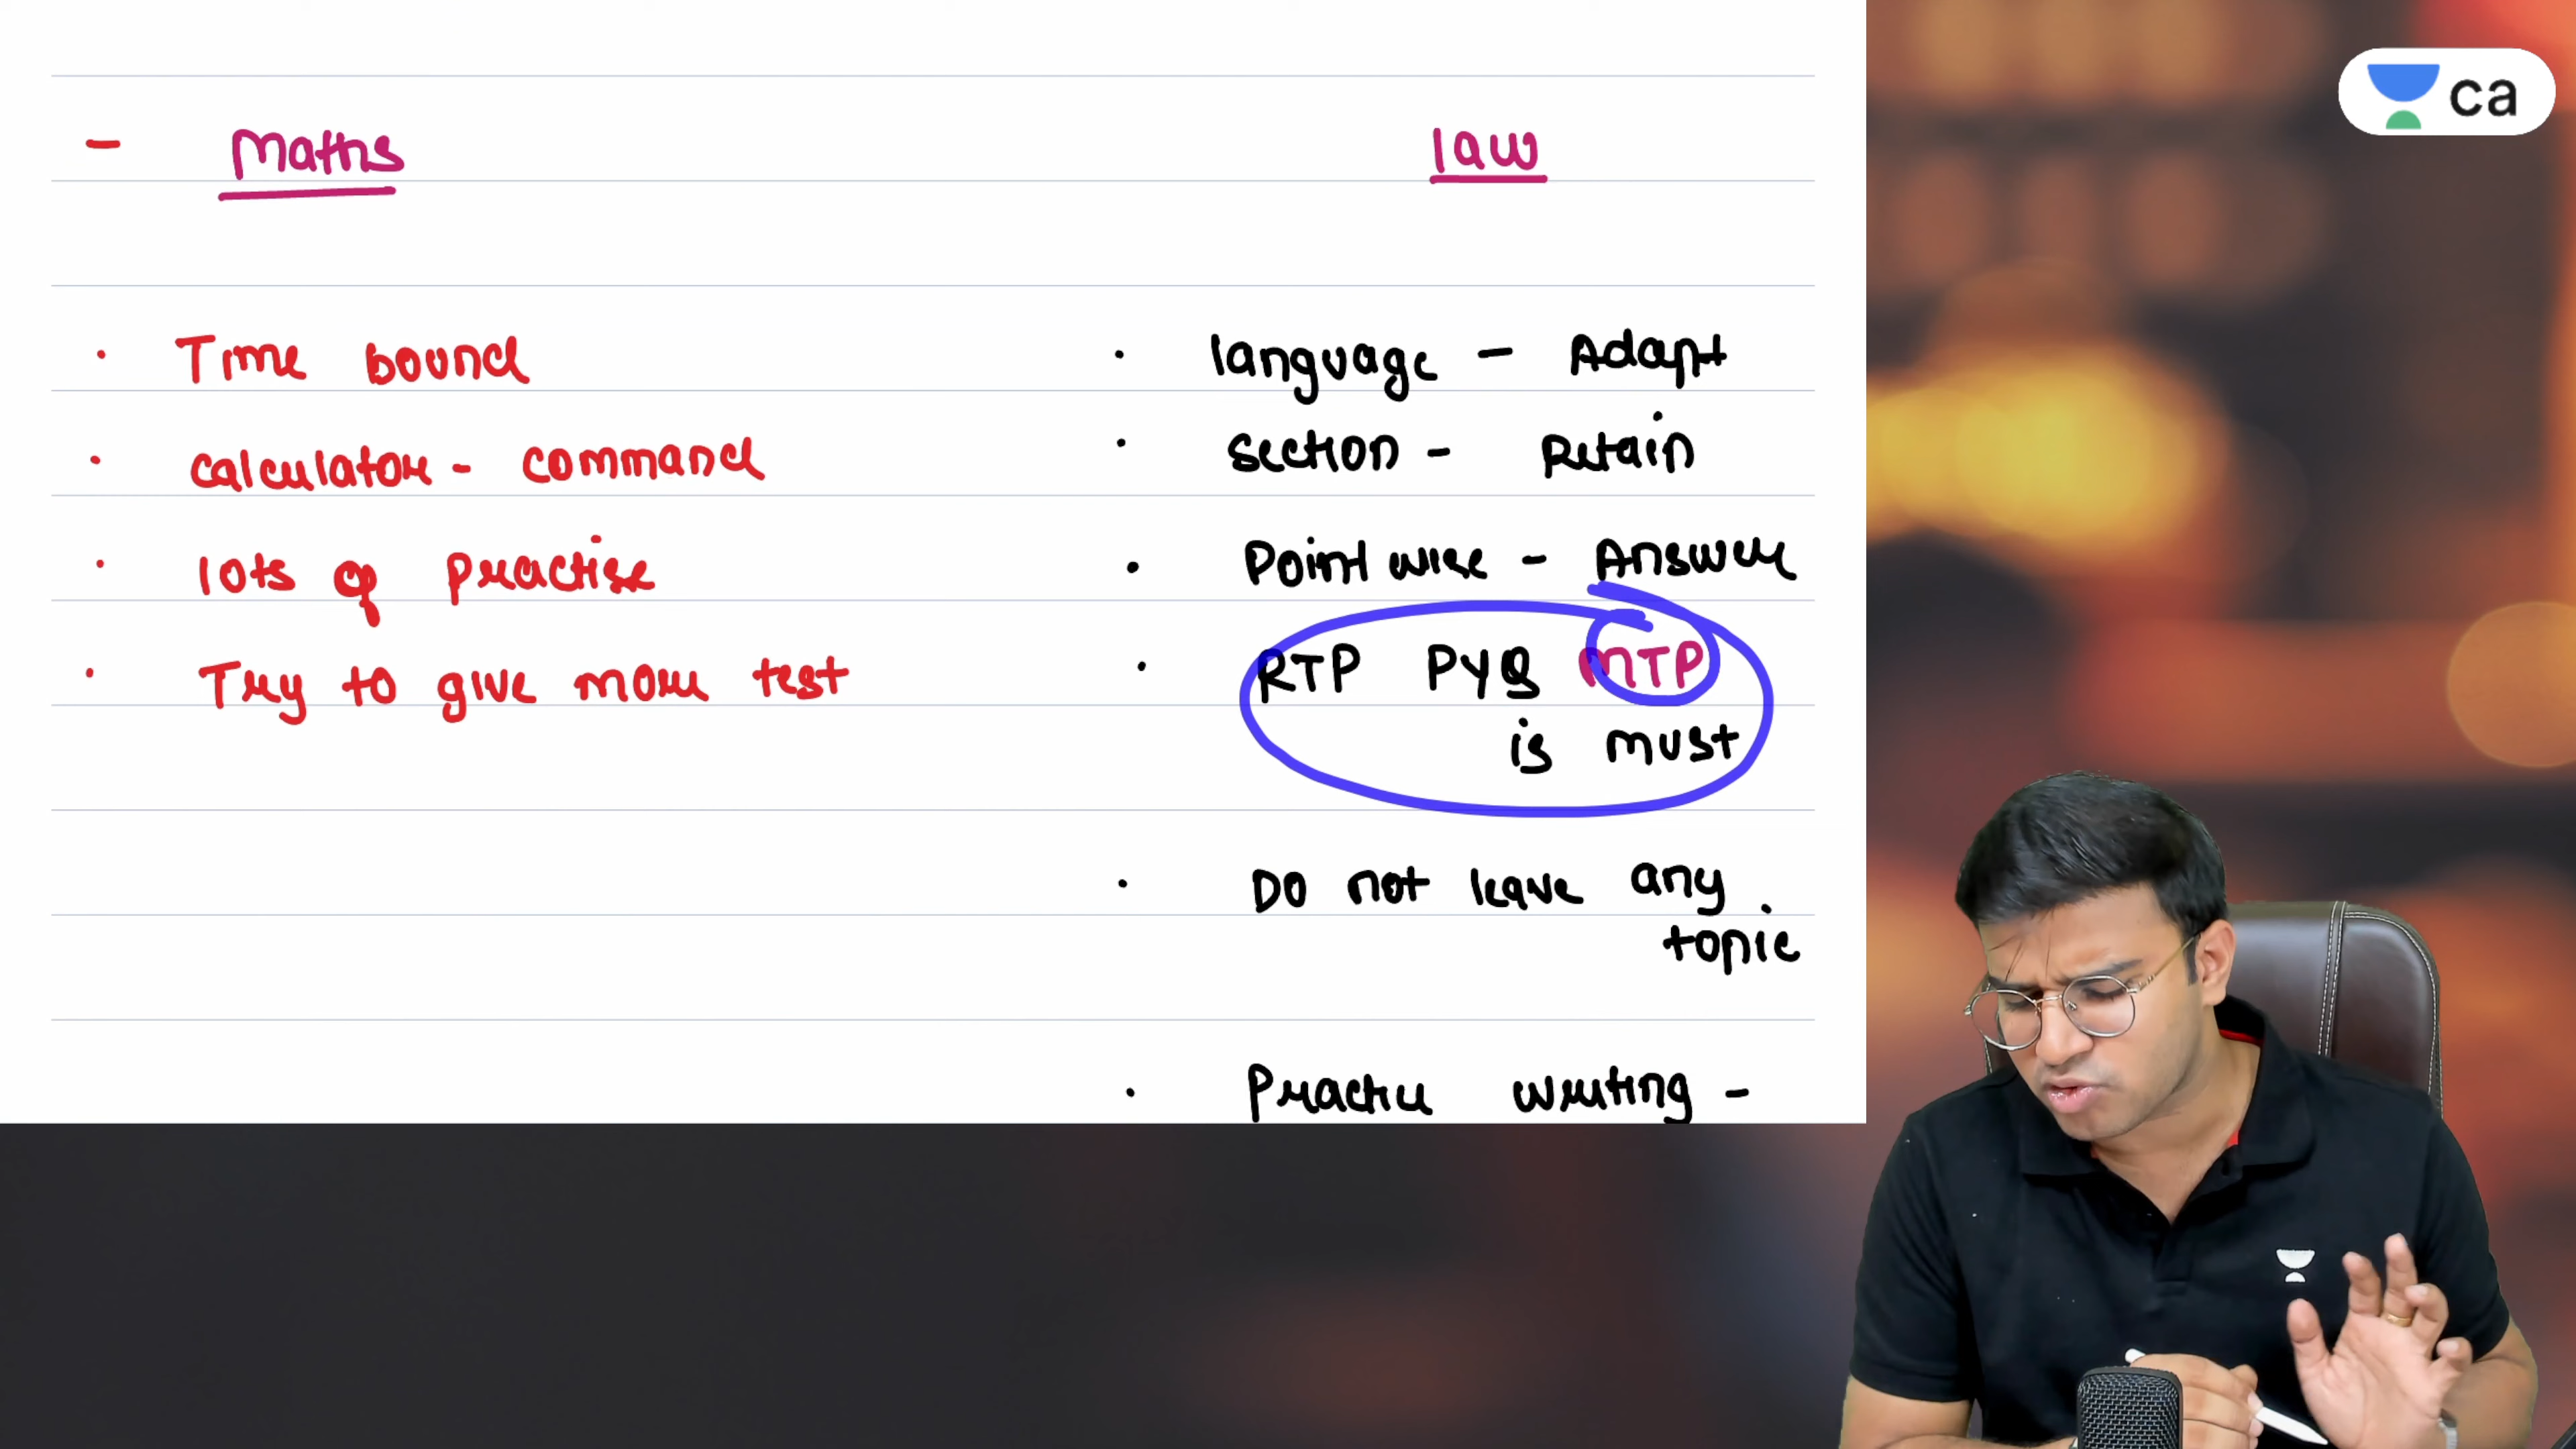 - Maths
law
. Time bound
. calculator - command
. lots of practise
. Try to give more test
. language - Adapt
. section - Retain
. Point wise - Answer
. RTP PYQ MTP
is must
. Do not leave any
topic
. Practice writing -
ca